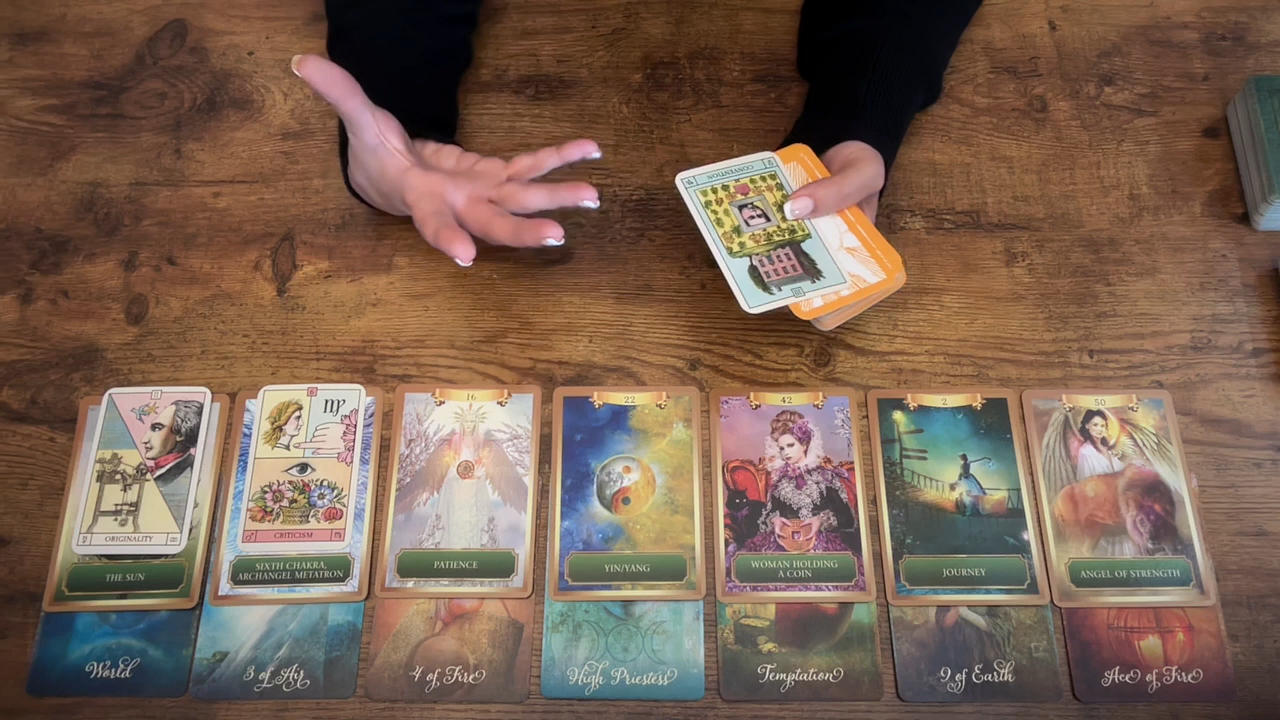 CONVENTION
II
ORIGINALITY
THE SUN
World
6
CRITICISM
SIXTH CHAKRA,
ARCHANGEL METATRON
3 of Air
16
PATIENCE
4 of Fire
22
YIN/YANG
High Priestess
42
WOMAN HOLDING
A COIN
Temptation
2
JOURNEY
9 of Earth
50
ANGEL OF STRENGTH
Ace of Fire